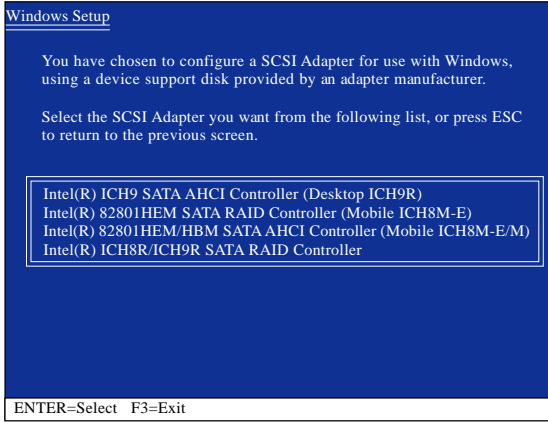 Windows Setup
You have chosen to configure a SCSI Adapter for use with Windows,
using a device support disk provided by an adapter manufacturer.
Select the SCSI Adapter you want from the following list, or press ESC
to return to the previous screen.
Intel(R) ICH9 SATA AHCI Controller (Desktop ICH9R)
Intel(R) 82801HEM SATA RAID Controller (Mobile ICH8M-E)
Intel(R) 82801HEM/HBM SATA AHCI Controller (Mobile ICH8M-E/M)
Intel(R) ICH8R/ICH9R SATA RAID Controller
ENTER=Select F3=Exit